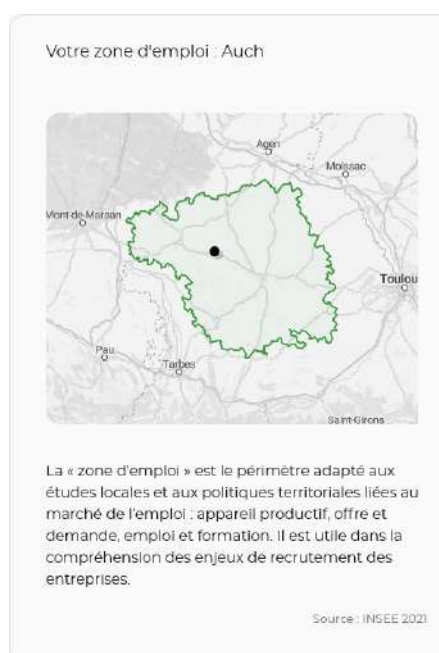 Votre zone d'emploi : Auch
Agen
Moissac
Mont-de-Marsan
Toulou
Pau
Tarbes
Saint-Girons
La « zone d'emploi » est le périmètre adapté aux
études locales et aux politiques territoriales liées au
marché de l'emploi : appareil productif, offre et
demande, emploi et formation. Il est utile dans la
compréhension des enjeux de recrutement des
entreprises.
Source : INSEE 2021